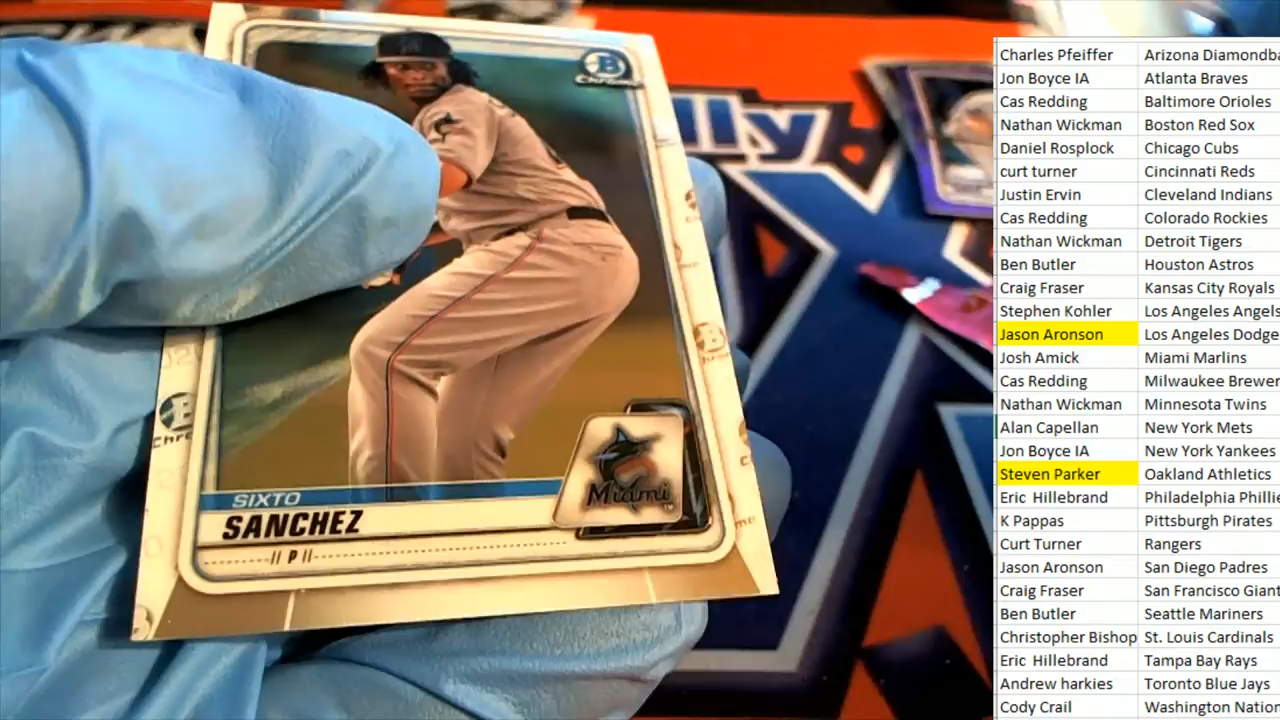 B
Chrome
lly
Chro
B
Miami
SIXTO
SANCHEZ
P
Charles Pfeiffer Arizona Diamondba
Jon Boyce IA Atlanta Braves
Cas Redding Baltimore Orioles
Nathan Wickman Boston Red Sox
Daniel Rosplock Chicago Cubs
curt turner Cincinnati Reds
Justin Ervin Cleveland Indians
Cas Redding Colorado Rockies
Nathan Wickman Detroit Tigers
Ben Butler Houston Astros
Craig Fraser Kansas City Royals
Stephen Kohler Los Angeles Angels
Jason Aronson Los Angeles Dodge
Josh Amick Miami Marlins
Cas Redding Milwaukee Brewer
Nathan Wickman Minnesota Twins
Alan Capellan New York Mets
Jon Boyce IA New York Yankees
Steven Parker Oakland Athletics
Eric Hillebrand Philadelphia Phillie
K Pappas Pittsburgh Pirates
Curt Turner Rangers
Jason Aronson San Diego Padres
Craig Fraser San Francisco Giant
Ben Butler Seattle Mariners
Christopher Bishop St. Louis Cardinals
Eric Hillebrand Tampa Bay Rays
Andrew harkies Toronto Blue Jays
Cody Crail Washington Nation